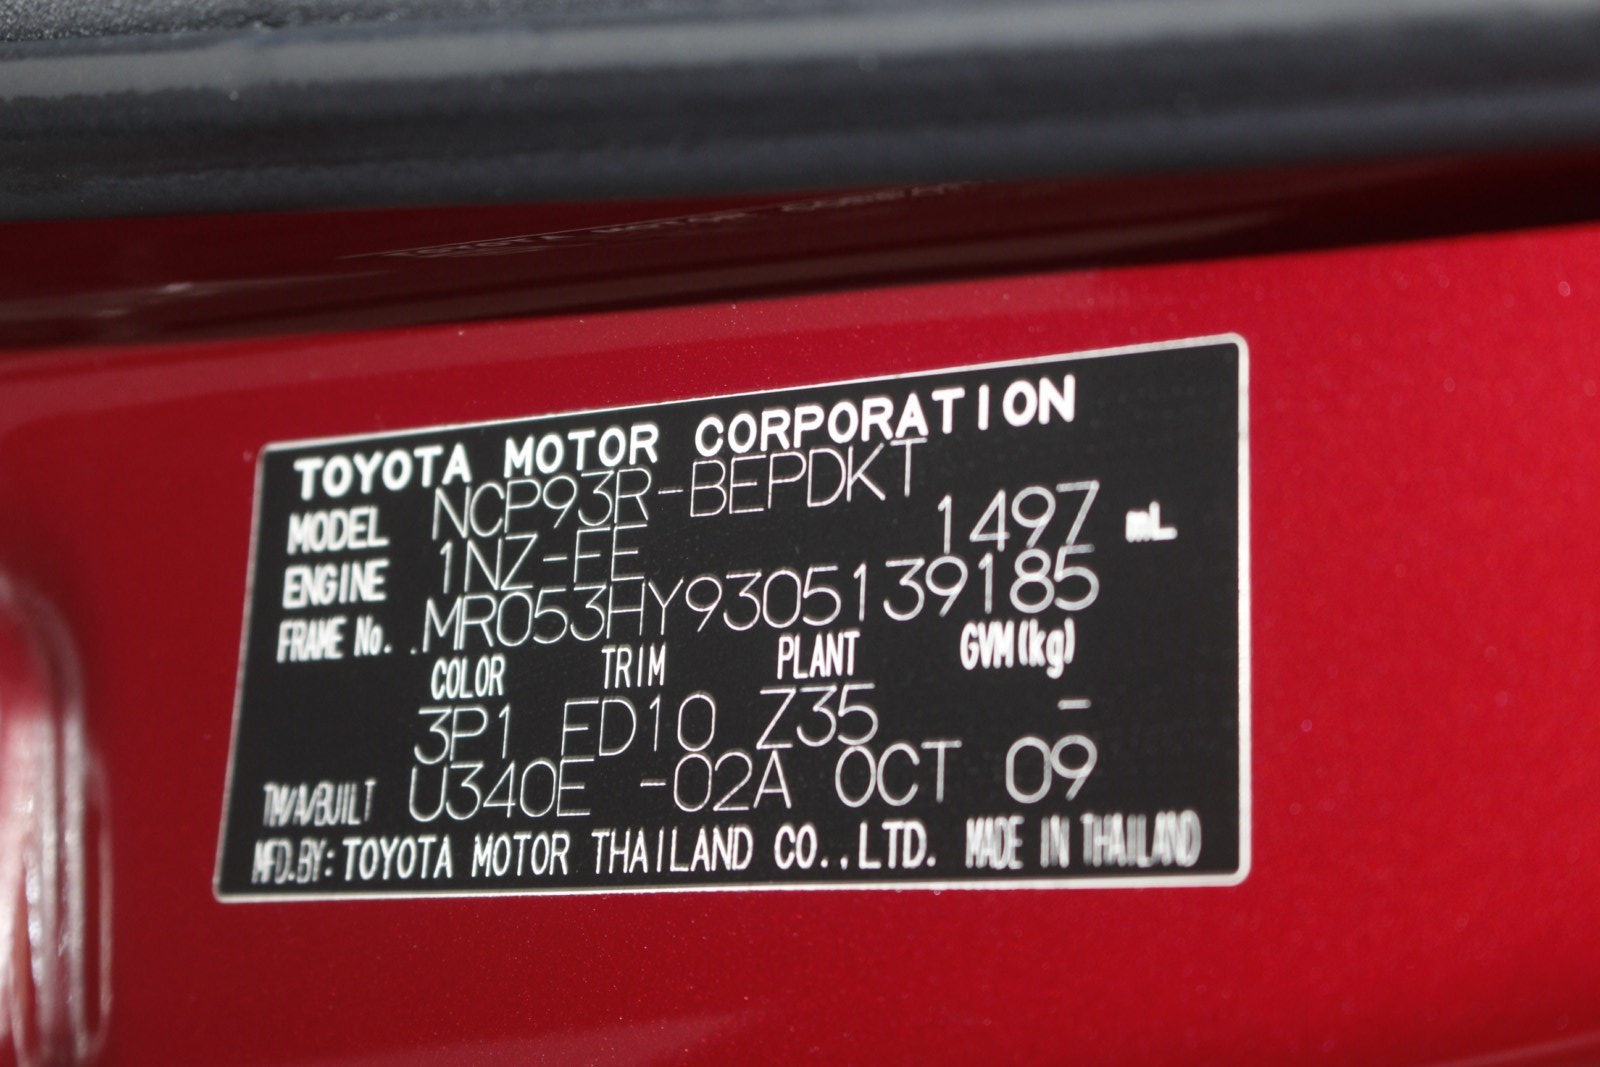 TOYOTA MOTOR CORPORATION
MODEL NCP93R-BEPDKT
ENGINE 1NZ-FE 1497 mL
FRAME No. .MR053HY9305139185
COLOR TRIM PLANT GVM(kg)
3P1 FD10 Z35 -
TM/A/BUILT U340E -02A OCT 09
MFD.BY: TOYOTA MOTOR THAILAND CO.,LTD. MADE IN THAILAND